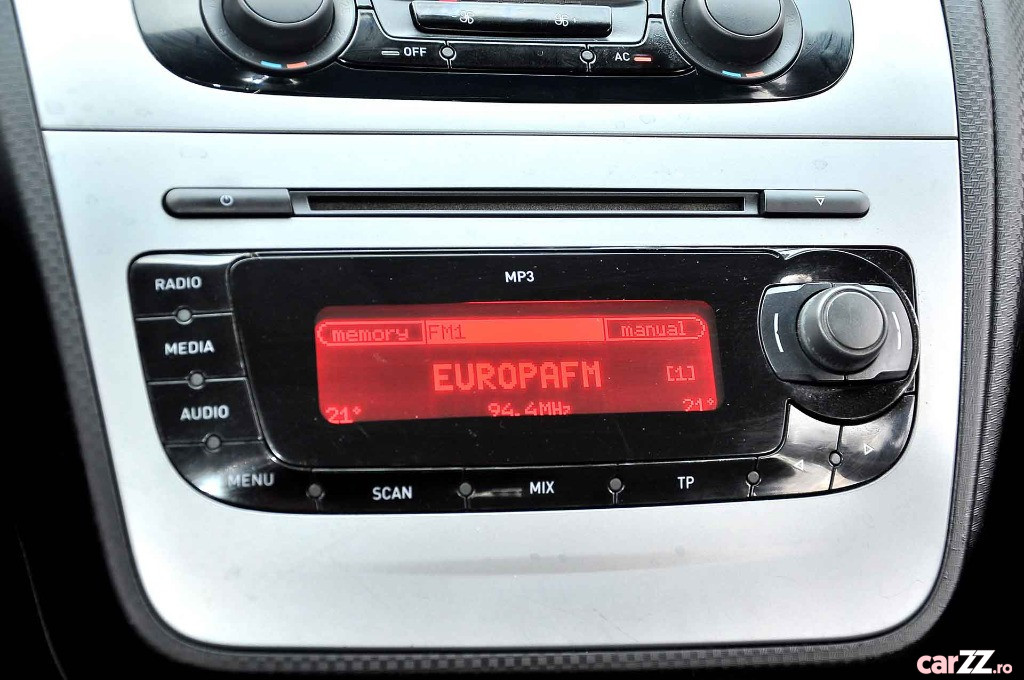 OFF AC
MP3
RADIO
MEDIA
AUDIO
memory FM1 manual
EUROPAFM [1]
21° 94.4MHz 21°
MENU SCAN MIX TP
carZZ.ro